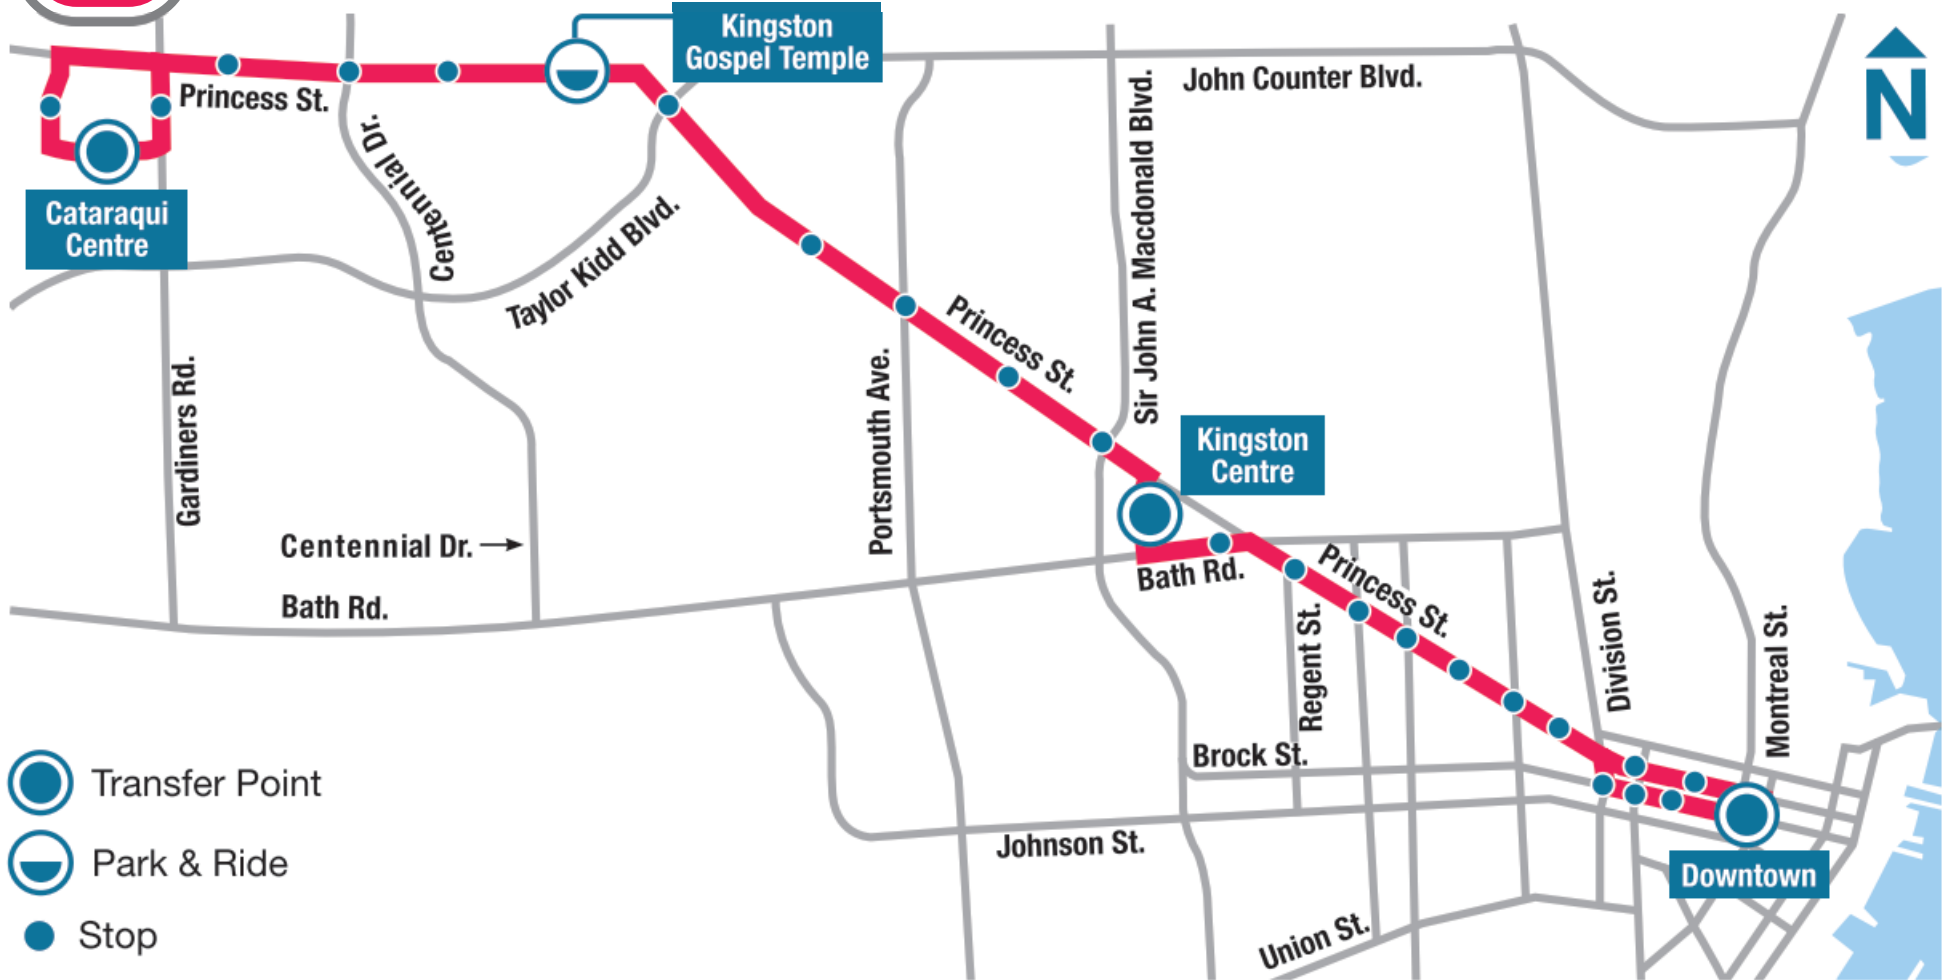 Kingston
Gospel Temple
John Counter Blvd.
N
Princess St.
Centennial Dr.
Cataraqui
Centre
Taylor Kidd Blvd.
Sir John A. Macdonald Blvd.
Princess St.
Gardiners Rd.
Portsmouth Ave.
Kingston
Centre
Centennial Dr.
Bath Rd.
Bath Rd.
Princess St.
Regent St.
Division St.
Montreal St.
Brock St.
Johnson St.
Downtown
Union St.
Transfer Point
Park & Ride
Stop